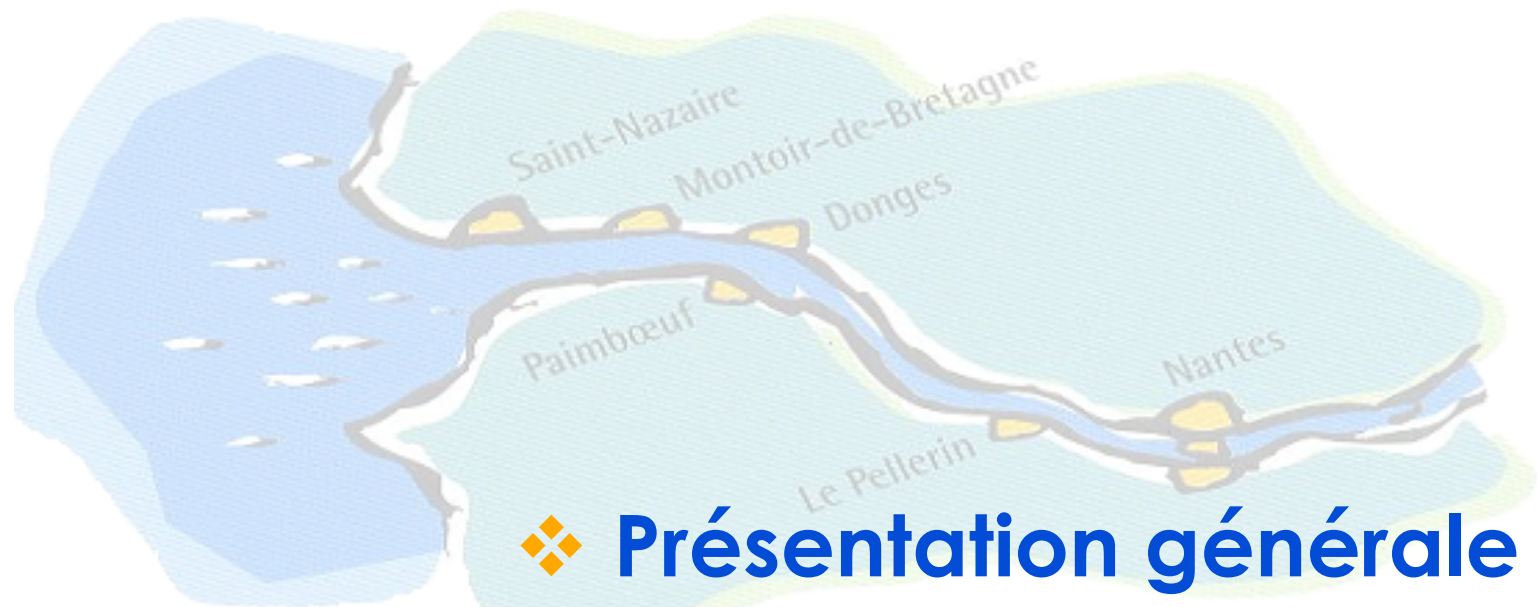 Saint-Nazaire
Montoir-de-Bretagne
Donges
Paimbœuf
Nantes
Le Pellerin
❖ Présentation générale